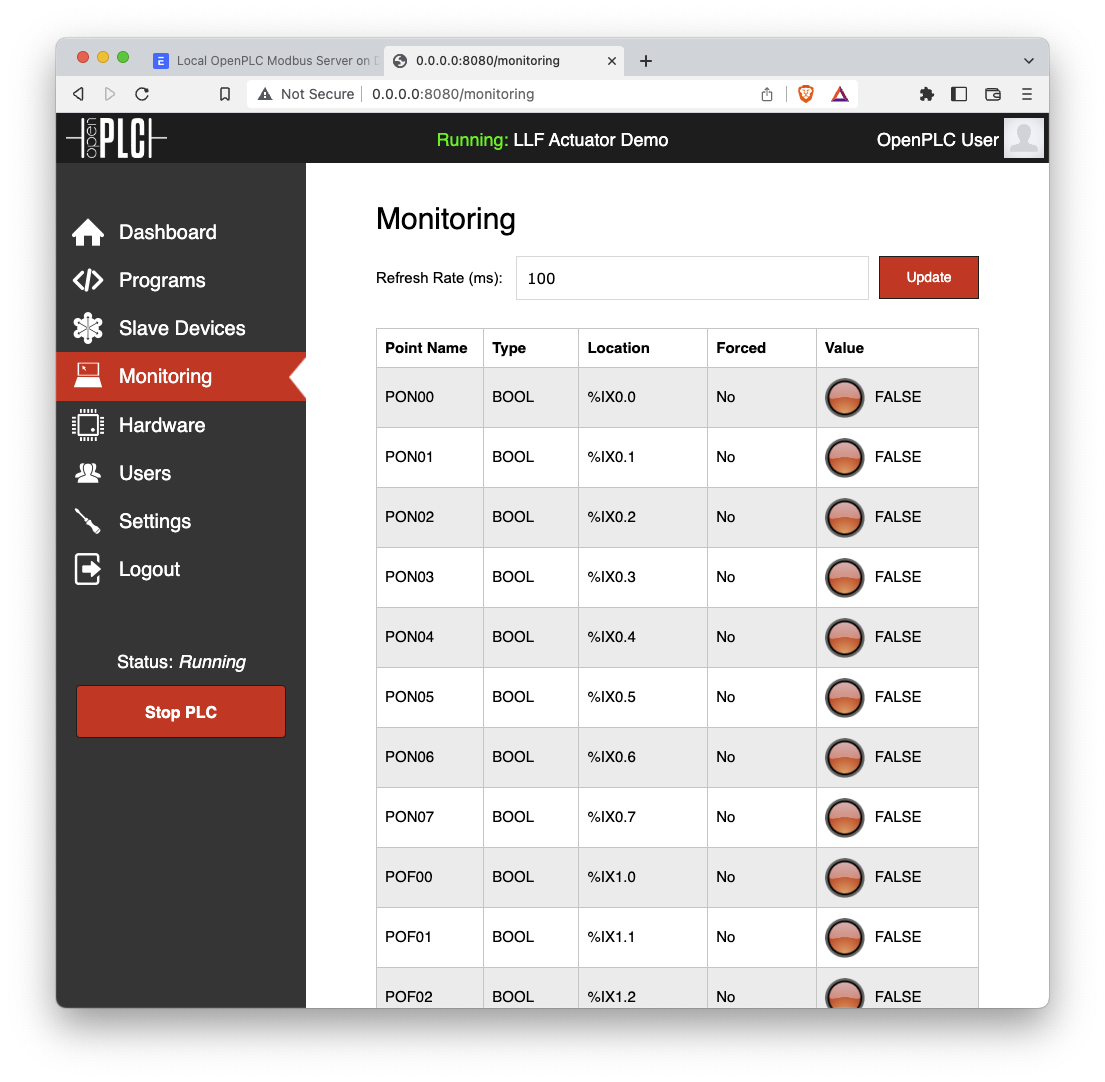 E Local OpenPLC Modbus Server on D
0.0.0.0:8080/monitoring
Not Secure 0.0.0.0:8080/monitoring
open PLC
Running: LLF Actuator Demo
OpenPLC User
Dashboard
Programs
Slave Devices
Monitoring
Hardware
Users
Settings
Logout
Status: Running
Stop PLC
Monitoring
Refresh Rate (ms): 100 Update
Point Name Type Location Forced Value
PON00 BOOL %IX0.0 No FALSE
PON01 BOOL %IX0.1 No FALSE
PON02 BOOL %IX0.2 No FALSE
PON03 BOOL %IX0.3 No FALSE
PON04 BOOL %IX0.4 No FALSE
PON05 BOOL %IX0.5 No FALSE
PON06 BOOL %IX0.6 No FALSE
PON07 BOOL %IX0.7 No FALSE
POF00 BOOL %IX1.0 No FALSE
POF01 BOOL %IX1.1 No FALSE
POF02 BOOL %IX1.2 No FALSE